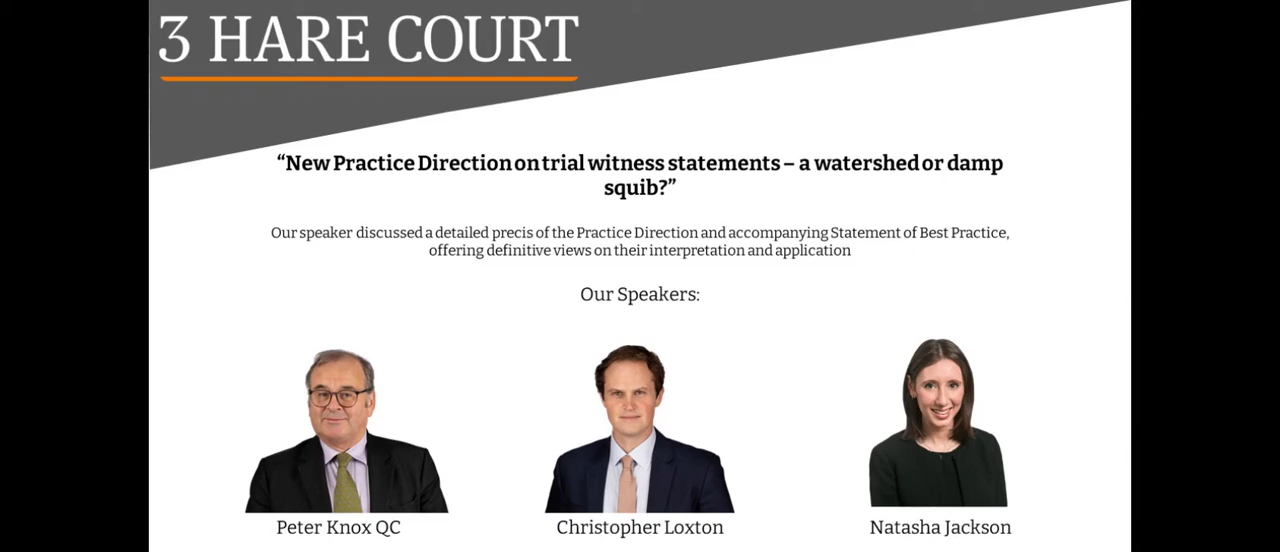 3 HARE COURT
“New Practice Direction on trial witness statements – a watershed or damp
squib?”
Our speaker discussed a detailed precis of the Practice Direction and accompanying Statement of Best Practice,
offering definitive views on their interpretation and application
Our Speakers:
Peter Knox QC
Christopher Loxton
Natasha Jackson